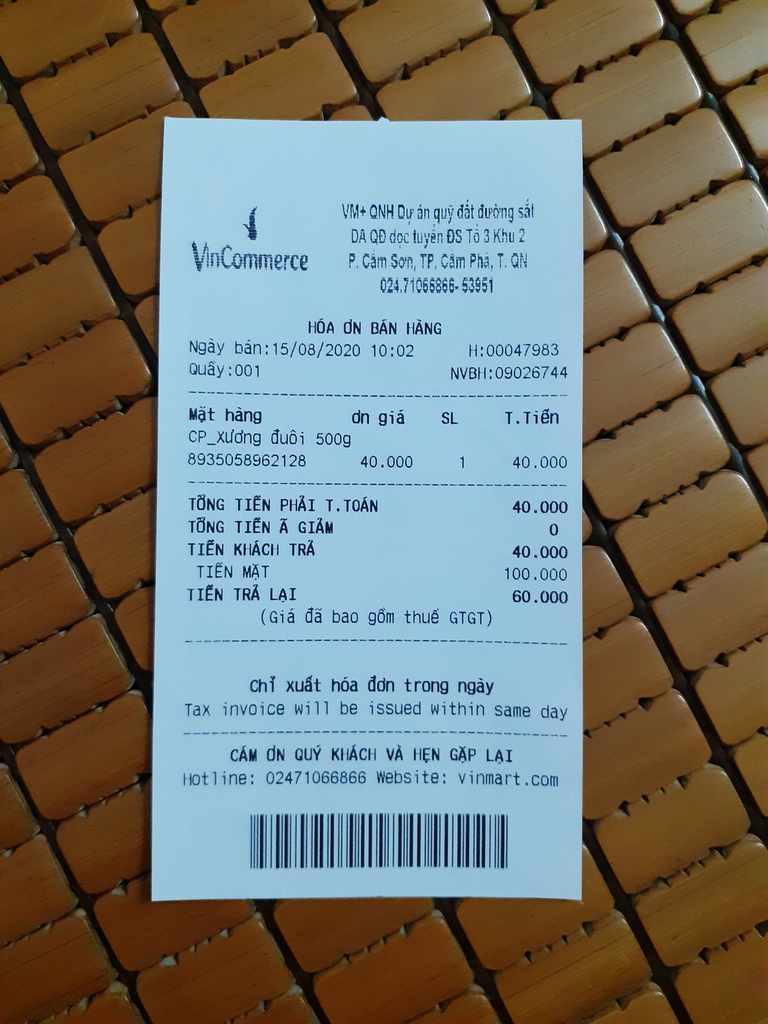 VinCommerce
VM+ QNH Dự án quỹ đất đường sắt
DA QĐ dọc tuyến ĐS Tổ 3 Khu 2
P. Cẩm Sơn, TP. Cẩm Phả, T. QN
024.71066866- 53951
HÓA ƠN BÁN HÀNG
Ngày bán:15/08/2020 10:02 H:00047983
Quầy:001 NVBH:09026744
Mặt hàng ơn giá SL T.Tiền
CP_Xương đuôi 500g
8935058962128 40.000 1 40.000
TỔNG TIỀN PHẢI T.TOÁN 40.000
TỔNG TIỀN Ã GIẢM 0
TIỀN KHÁCH TRẢ 40.000
TIỀN MẶT 100.000
TIỀN TRẢ LẠI 60.000
(Giá đã bao gồm thuế GTGT)
Chỉ xuất hóa đơn trong ngày
Tax invoice will be issued within same day
CÁM ƠN QUÝ KHÁCH VÀ HẸN GẶP LẠI
Hotline: 02471066866 Website: vinmart.com